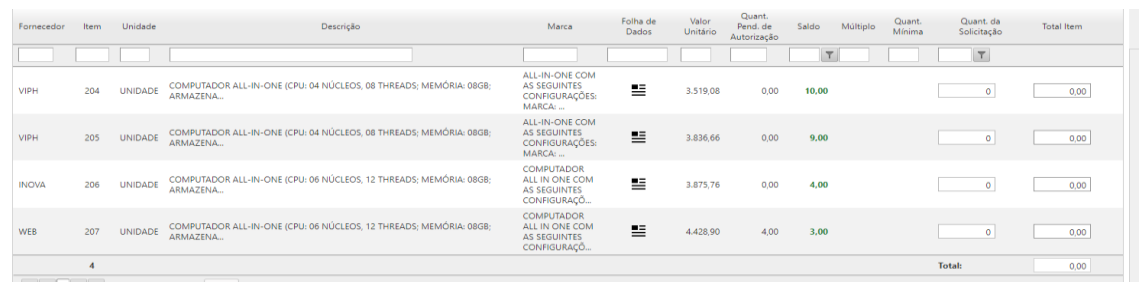 Fornecedor Item Unidade Descrição Marca Folha de Dados Valor Unitário Quant. Pend. de Autorização Saldo Múltiplo Quant. Mínima Quant. da Solicitação Total Item
VIPH 204 UNIDADE COMPUTADOR ALL-IN-ONE (CPU: 04 NÚCLEOS, 08 THREADS; MEMÓRIA: 08GB; ARMAZENA... ALL-IN-ONE COM AS SEGUINTES CONFIGURAÇÕES: MARCA: ... 3.519,08 0,00 10,00 0 0,00
VIPH 205 UNIDADE COMPUTADOR ALL-IN-ONE (CPU: 04 NÚCLEOS, 08 THREADS; MEMÓRIA: 08GB; ARMAZENA... ALL-IN-ONE COM AS SEGUINTES CONFIGURAÇÕES: MARCA: ... 3.836,66 0,00 9,00 0 0,00
INOVA 206 UNIDADE COMPUTADOR ALL-IN-ONE (CPU: 06 NÚCLEOS, 12 THREADS; MEMÓRIA: 08GB; ARMAZENA... COMPUTADOR ALL IN ONE COM AS SEGUINTES CONFIGURAÇÕ... 3.875,76 0,00 4,00 0 0,00
WEB 207 UNIDADE COMPUTADOR ALL-IN-ONE (CPU: 06 NÚCLEOS, 12 THREADS; MEMÓRIA: 08GB; ARMAZENA... COMPUTADOR ALL IN ONE COM AS SEGUINTES CONFIGURAÇÕ... 4.428,90 4,00 3,00 0 0,00
4 Total: 0,00